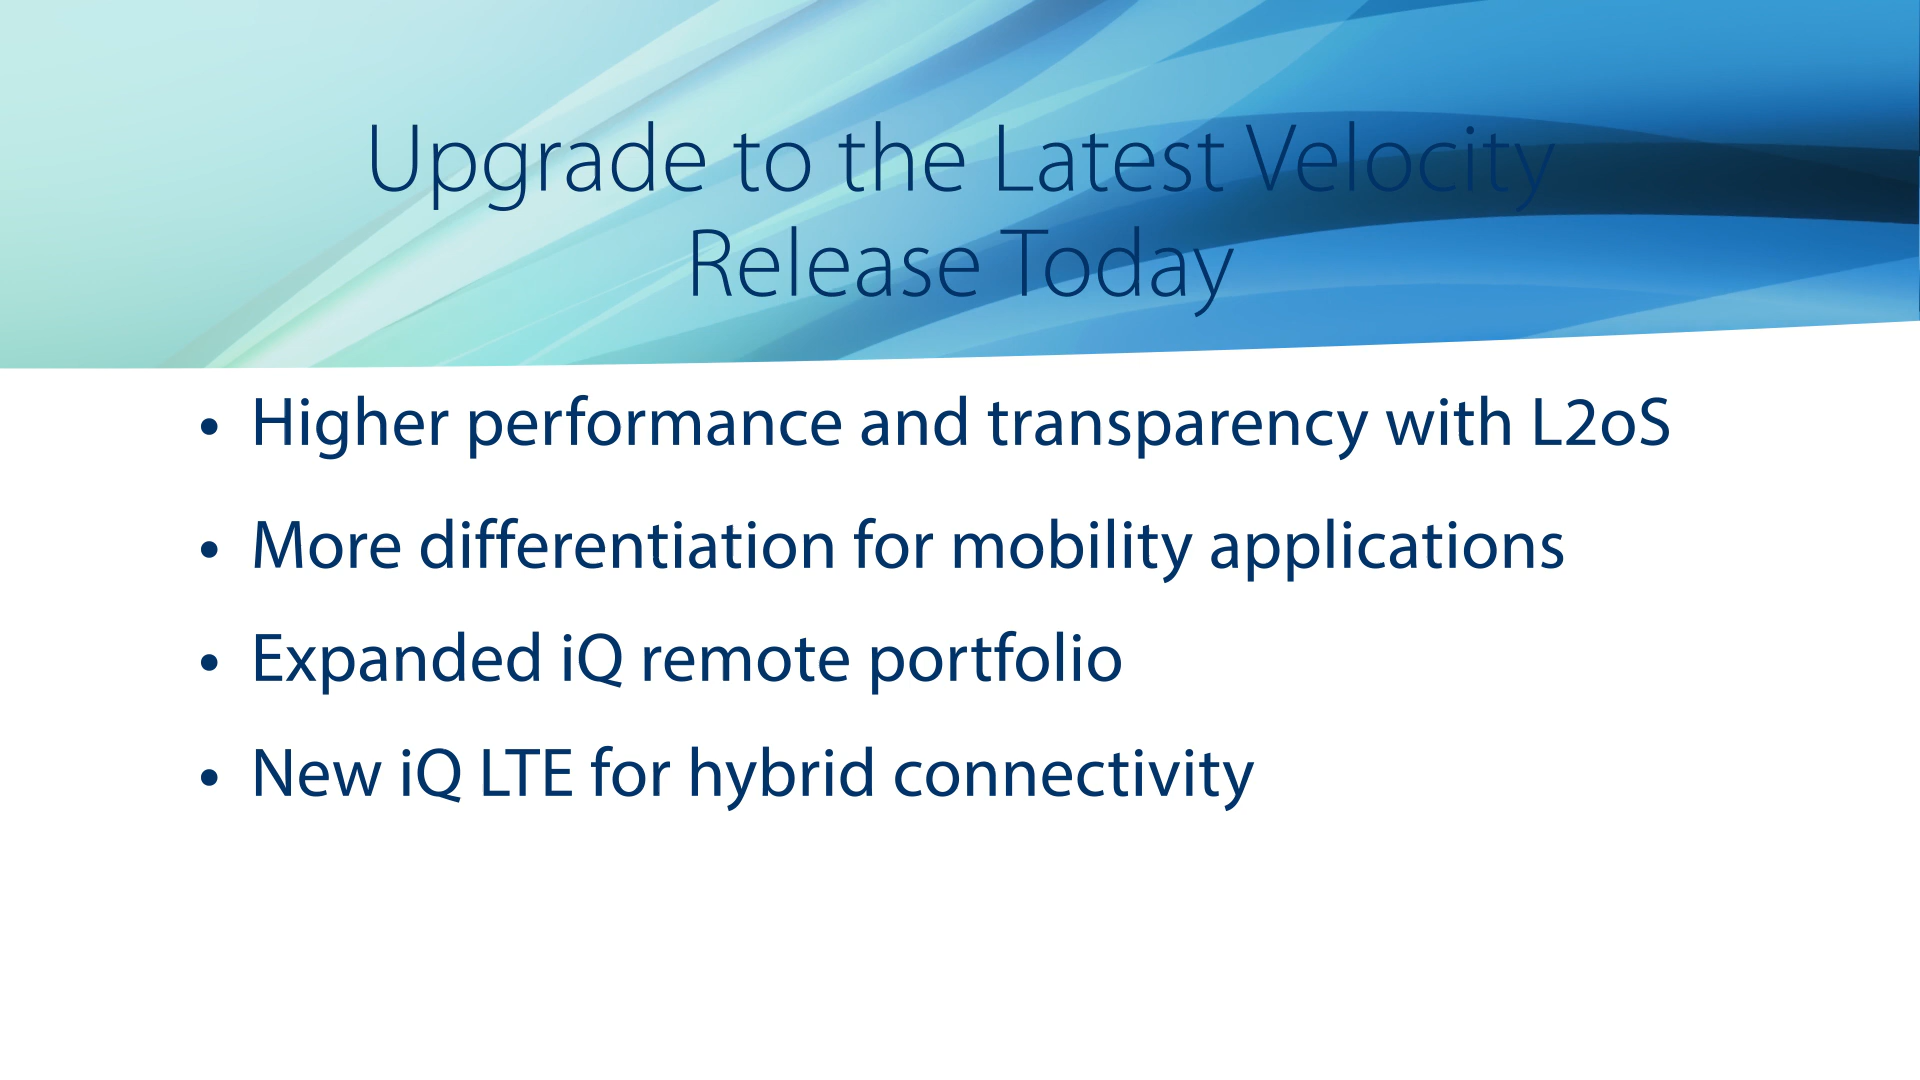 Upgrade to the Latest Velocity
Release Today
• Higher performance and transparency with L2oS
• More differentiation for mobility applications
• Expanded iQ remote portfolio
• New iQ LTE for hybrid connectivity